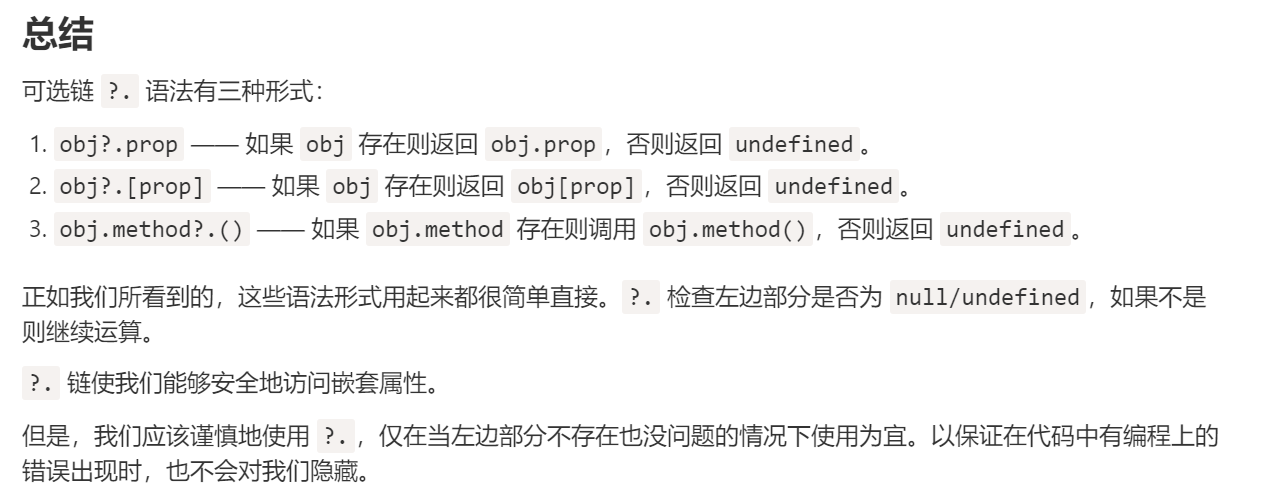 总结
可选链 ?. 语法有三种形式：
1. obj?.prop —— 如果 obj 存在则返回 obj.prop，否则返回 undefined。
2. obj?.[prop] —— 如果 obj 存在则返回 obj[prop]，否则返回 undefined。
3. obj.method?.() —— 如果 obj.method 存在则调用 obj.method()，否则返回 undefined。
正如我们所看到的，这些语法形式用起来都很简单直接。?. 检查左边部分是否为 null/undefined，如果不是
则继续运算。
?. 链使我们能够安全地访问嵌套属性。
但是，我们应该谨慎地使用 ?.，仅在当左边部分不存在也没问题的情况下使用为宜。以保证在代码中有编程上的
错误出现时，也不会对我们隐藏。